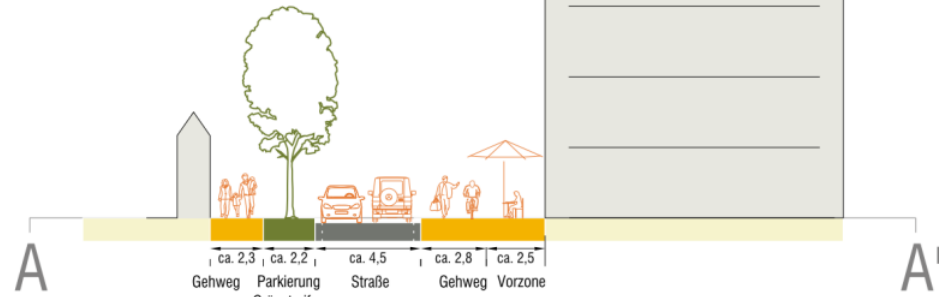 ca. 2,3 ca. 2,2 ca. 4,5 ca. 2,8 ca. 2,5
Gehweg Parkierung Straße Gehweg Vorzone
A A'